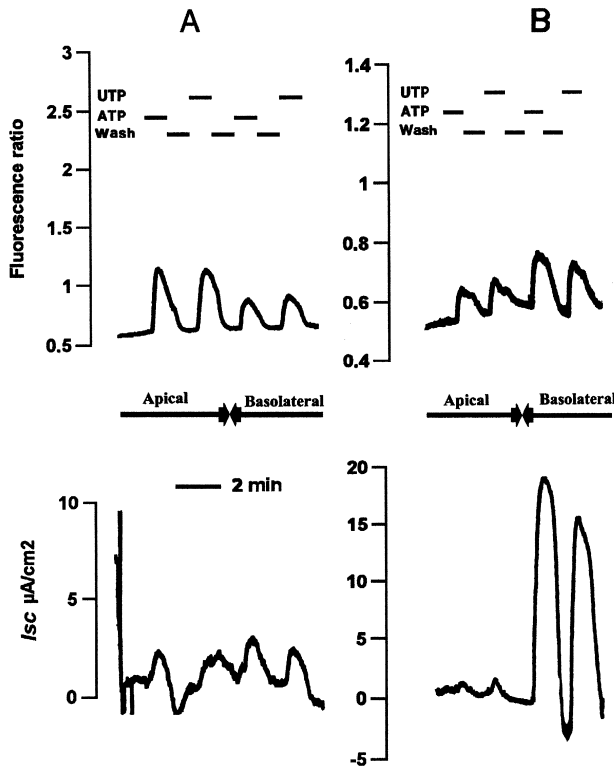 A
B
3
2.5
2
1.5
1
0.5
Fluorescence ratio
UTP
ATP
Wash
1.4
1.2
1
0.8
0.6
0.4
UTP
ATP
Wash
Apical
Basolateral
Apical
Basolateral
2 min
10
5
0
Isc µA/cm2
20
15
10
5
0
-5